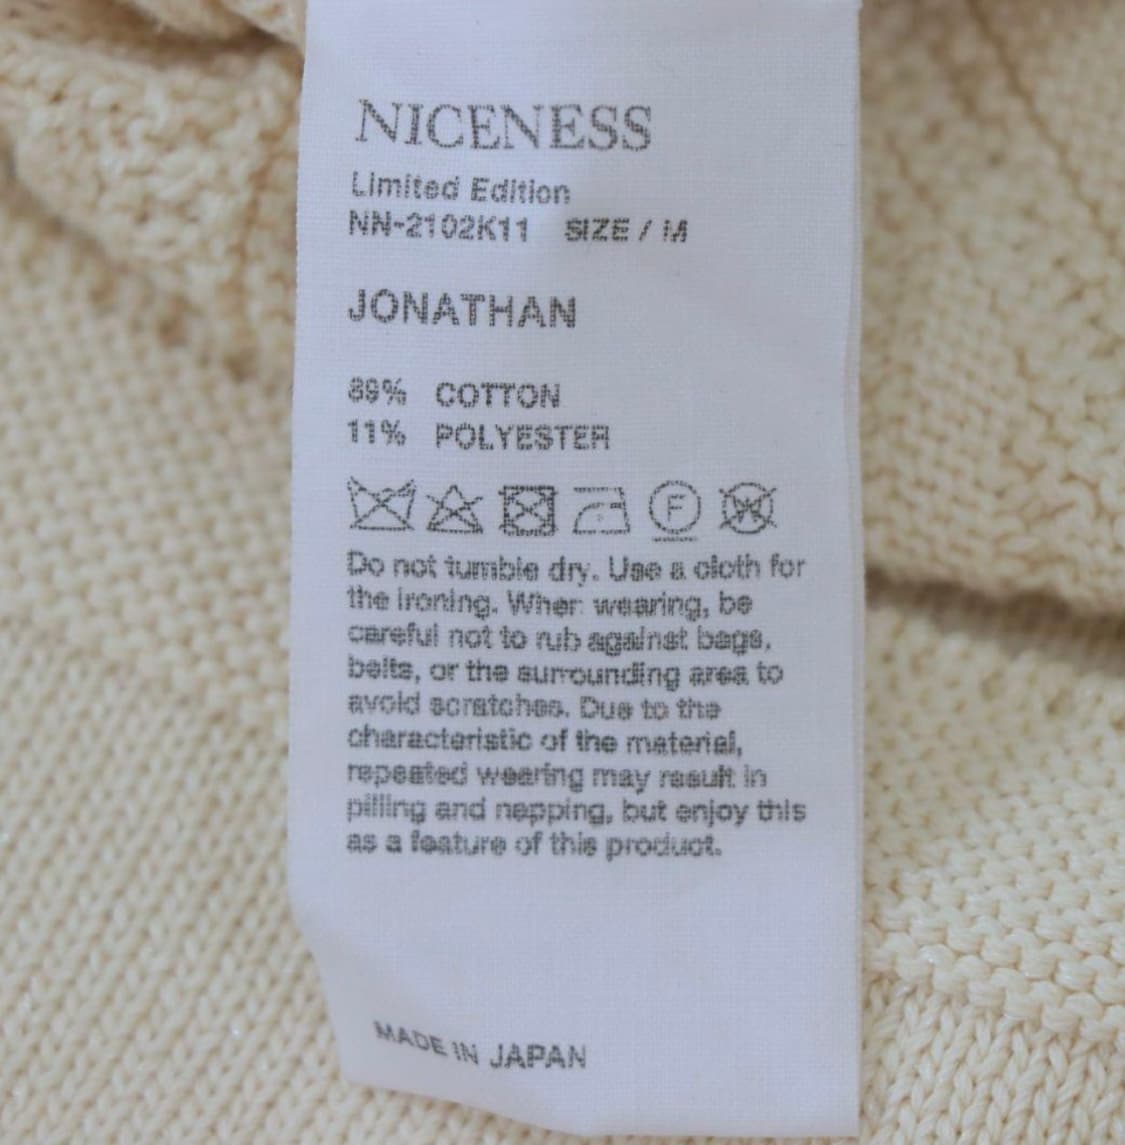 NICENESS
Limited Edition
NN-2102K11 SIZE / M
JONATHAN
89% COTTON
11% POLYESTER
F W
Do not tumble dry. Use a cloth for
the ironing. When wearing, be
careful not to rub against bags,
belts, or the surrounding area to
avoid scratches. Due to the
characteristic of the material,
repeated wearing may result in
pilling and napping, but enjoy this
as a feature of this product.
MADE IN JAPAN